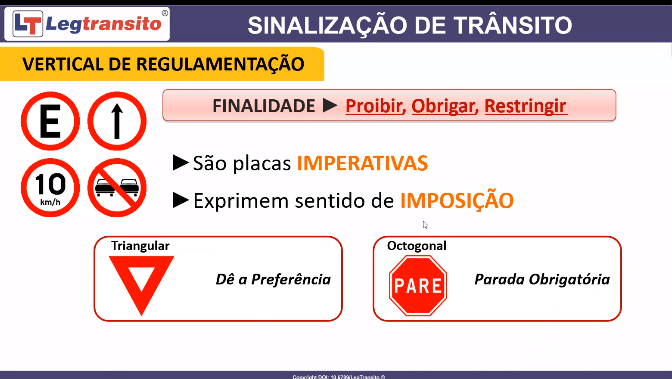 LT Legtransito®
SINALIZAÇÃO DE TRÂNSITO
VERTICAL DE REGULAMENTAÇÃO
FINALIDADE ► Proibir, Obrigar, Restringir
E
10
km/h
►São placas IMPERATIVAS
►Exprimem sentido de IMPOSIÇÃO
Triangular
Dê a Preferência
Octogonal
PARE
Parada Obrigatória
Copyright DOI: 10.6789/LegTransito ®